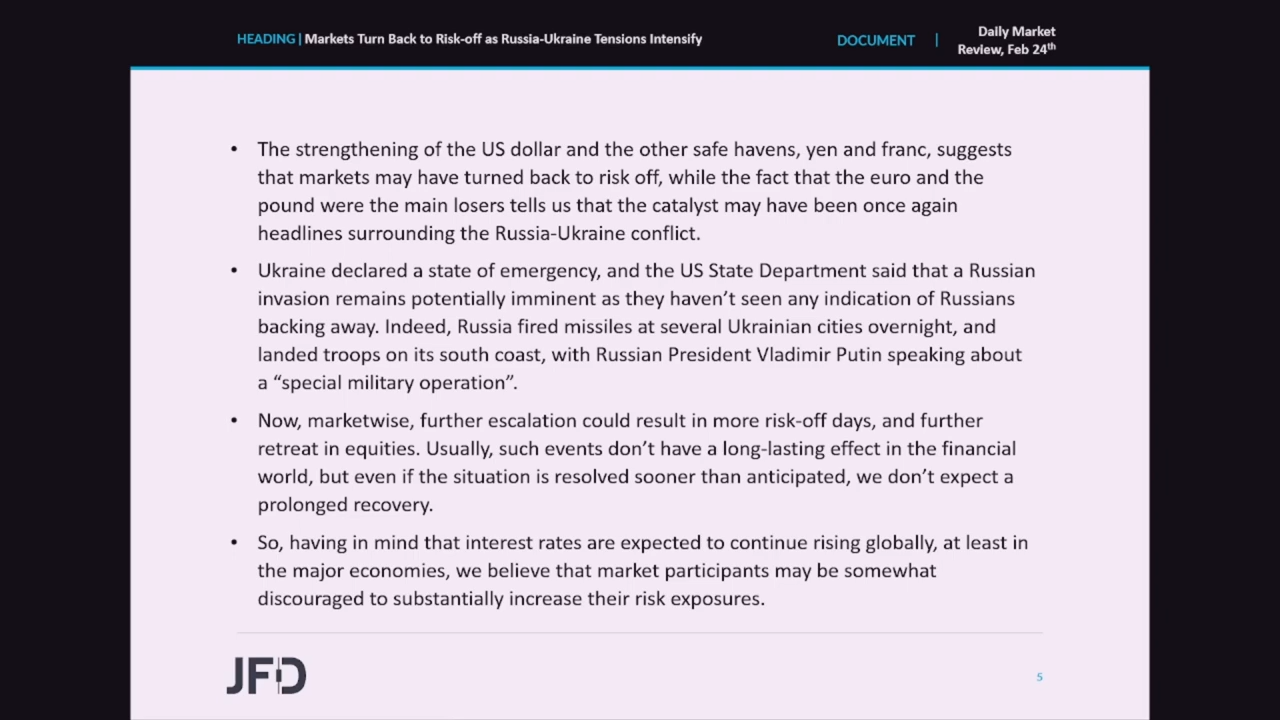 HEADING | Markets Turn Back to Risk-off as Russia-Ukraine Tensions Intensify
DOCUMENT | Daily Market
Review, Feb 24th
• The strengthening of the US dollar and the other safe havens, yen and franc, suggests
that markets may have turned back to risk off, while the fact that the euro and the
pound were the main losers tells us that the catalyst may have been once again
headlines surrounding the Russia-Ukraine conflict.
• Ukraine declared a state of emergency, and the US State Department said that a Russian
invasion remains potentially imminent as they haven’t seen any indication of Russians
backing away. Indeed, Russia fired missiles at several Ukrainian cities overnight, and
landed troops on its south coast, with Russian President Vladimir Putin speaking about
a “special military operation”.
• Now, marketwise, further escalation could result in more risk-off days, and further
retreat in equities. Usually, such events don’t have a long-lasting effect in the financial
world, but even if the situation is resolved sooner than anticipated, we don’t expect a
prolonged recovery.
• So, having in mind that interest rates are expected to continue rising globally, at least in
the major economies, we believe that market participants may be somewhat
discouraged to substantially increase their risk exposures.
JFD
5